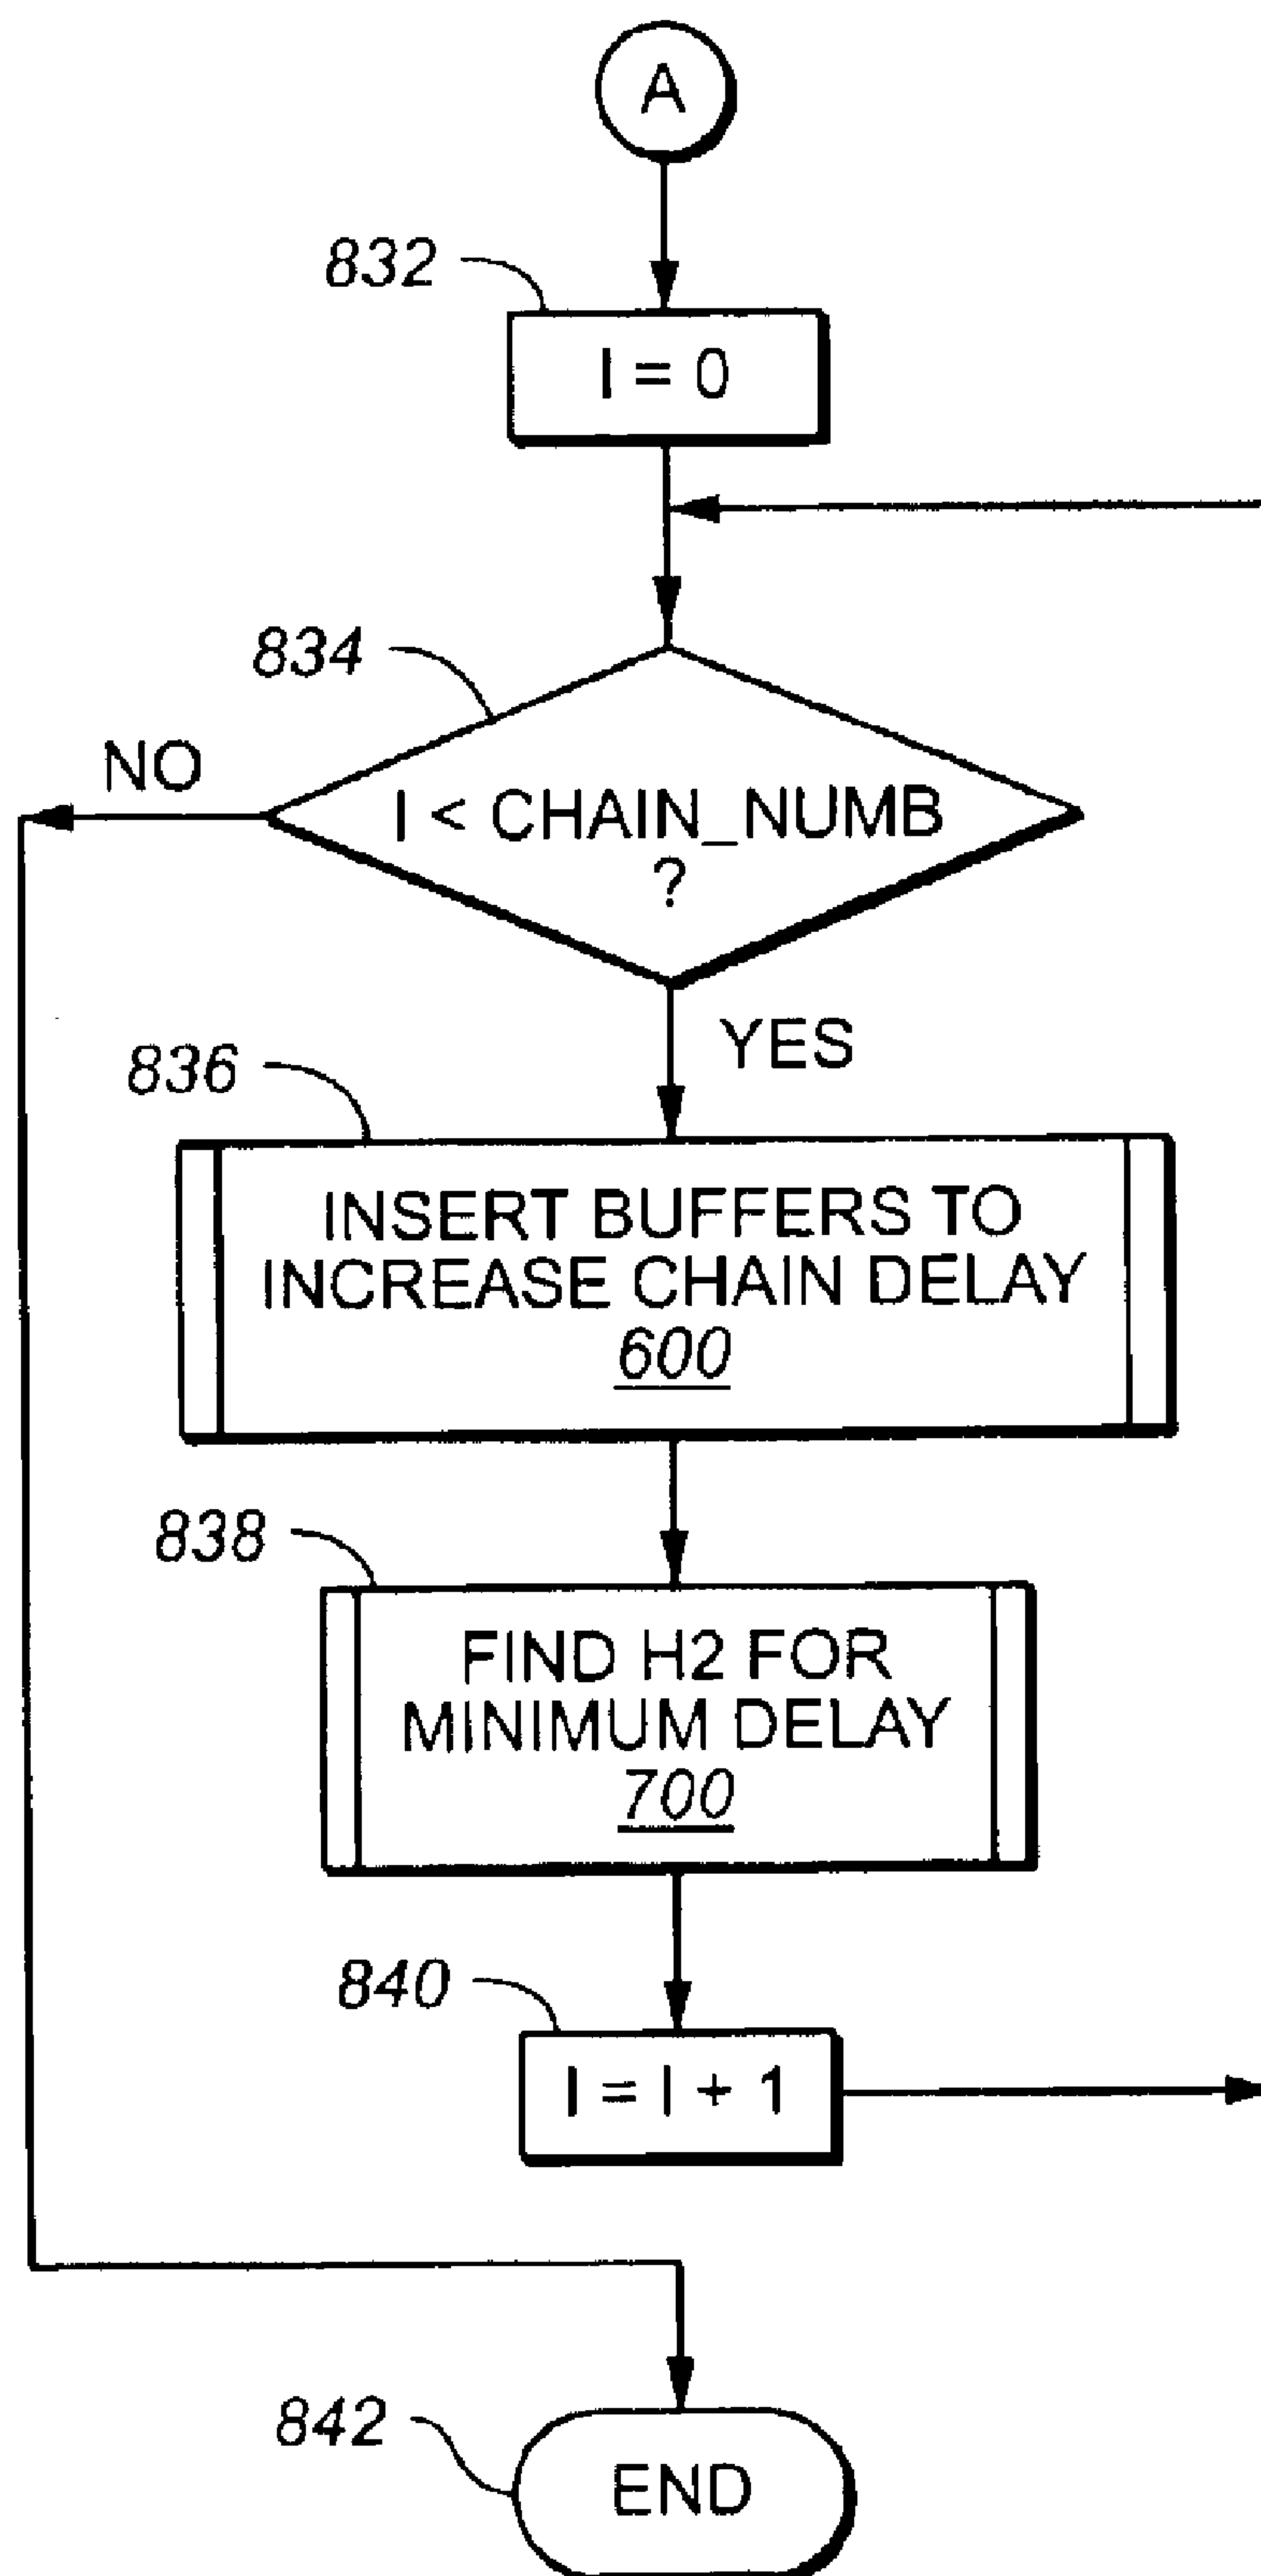 A
832
I = 0
834
NO
I < CHAIN_NUMB
?
YES
836
INSERT BUFFERS TO
INCREASE CHAIN DELAY
600
838
FIND H2 FOR
MINIMUM DELAY
700
840
I = I + 1
842
END